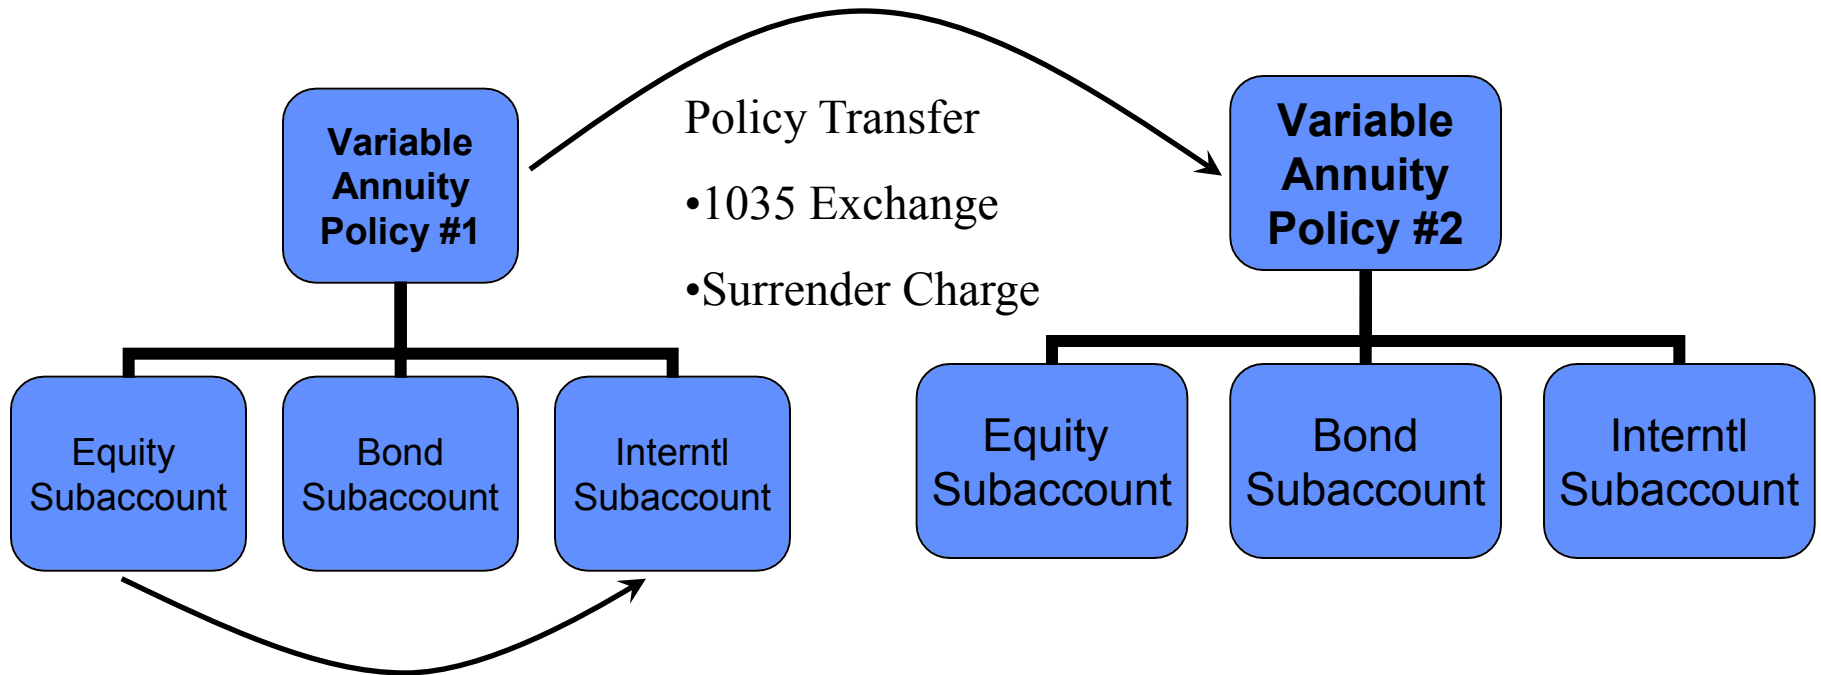 Variable
Annuity
Policy #1
Policy Transfer
•1035 Exchange
•Surrender Charge
Variable
Annuity
Policy #2
Equity
Subaccount
Bond
Subaccount
Interntl
Subaccount
Equity
Subaccount
Bond
Subaccount
Interntl
Subaccount